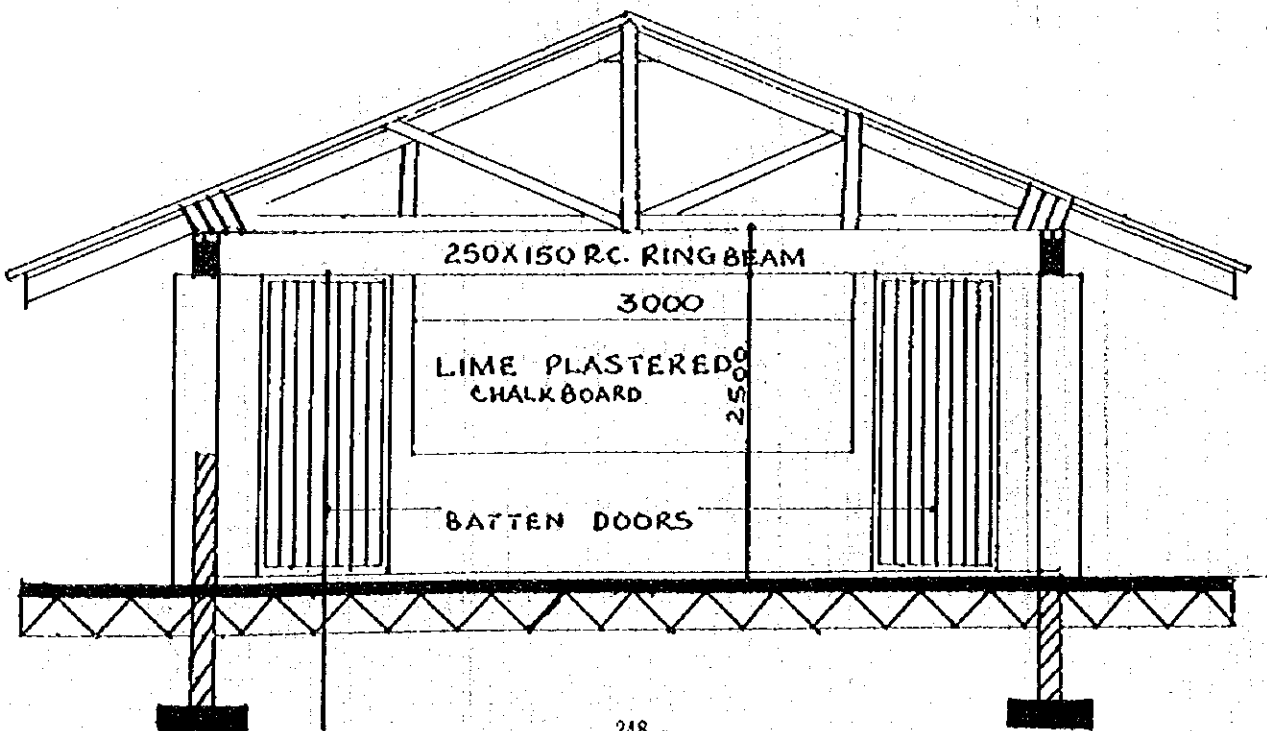 250X150 R.C. RING BEAM
3000
LIME PLASTERED
CHALKBOARD
2500
BATTEN DOORS
248